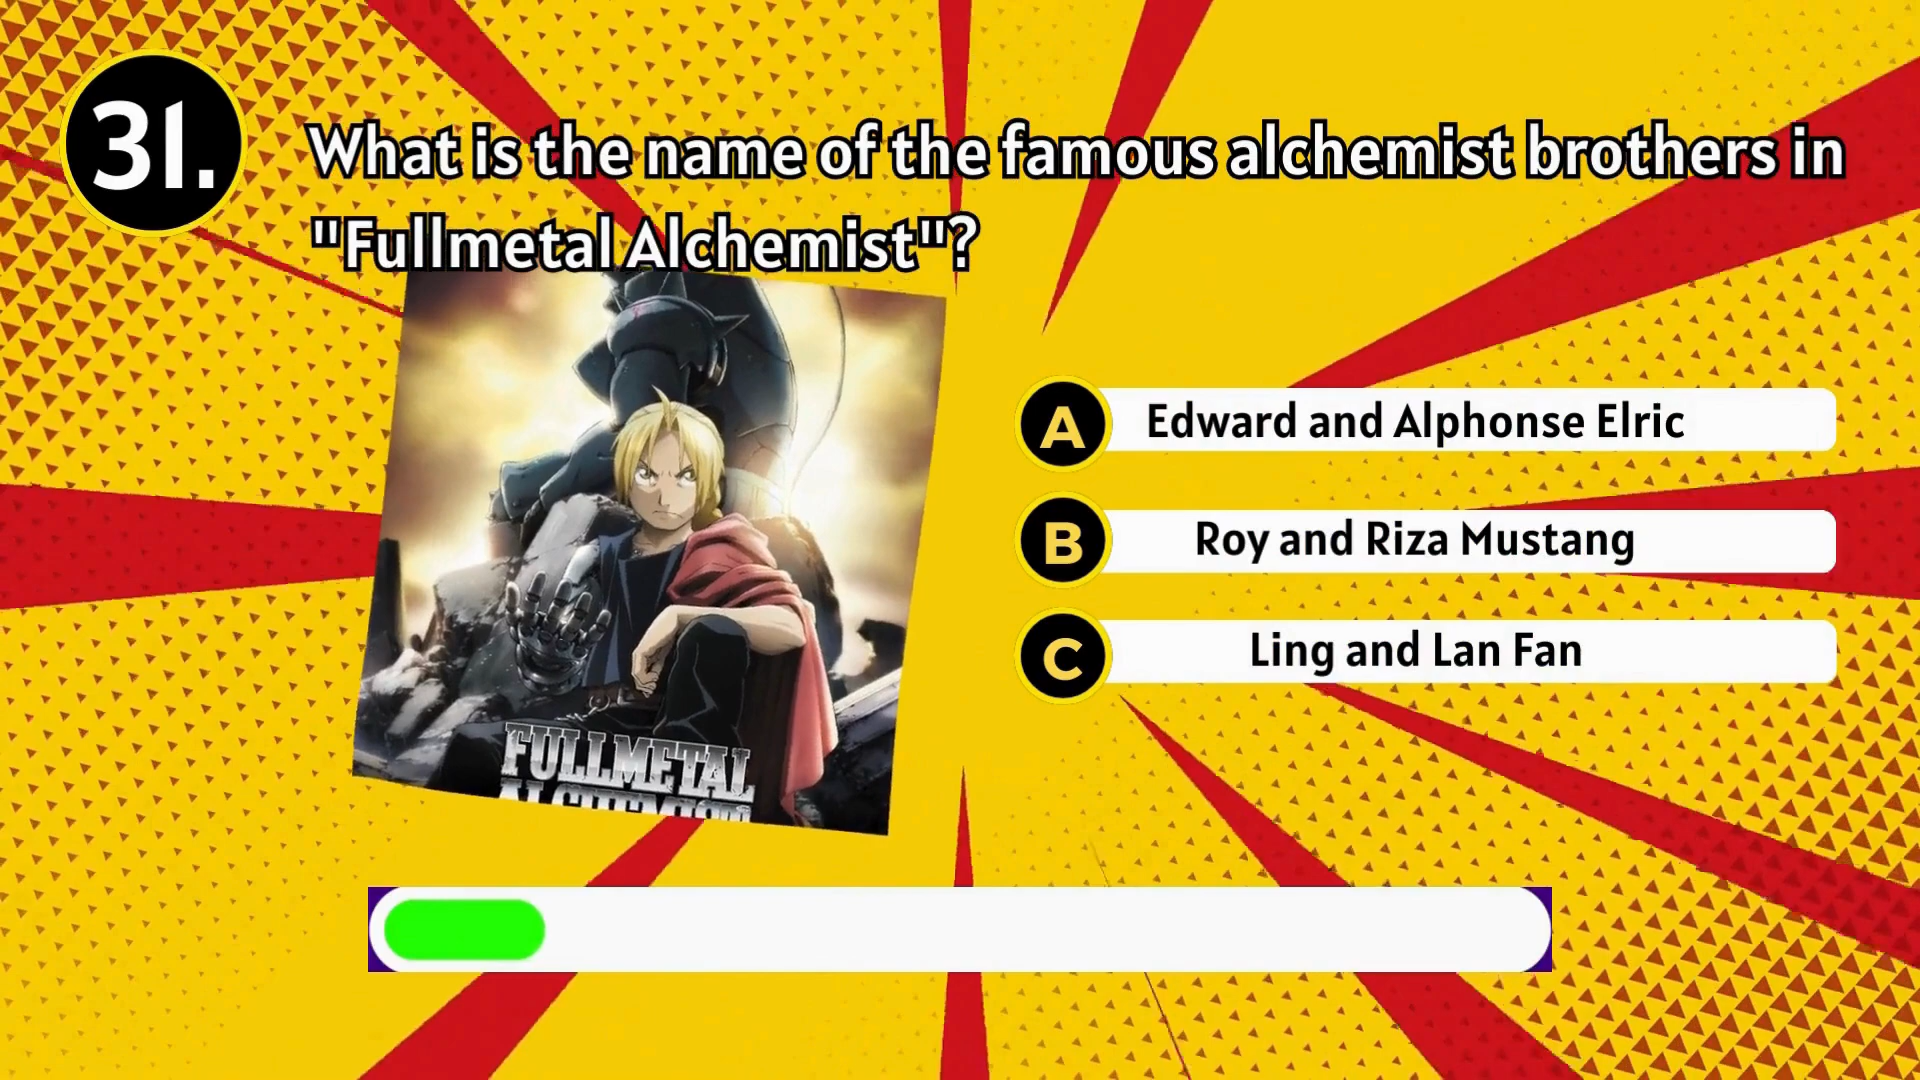 31.
What is the name of the famous alchemist brothers in
"Fullmetal Alchemist"?
A Edward and Alphonse Elric
B Roy and Riza Mustang
C Ling and Lan Fan
FULLMETAL
ALCHEMIST